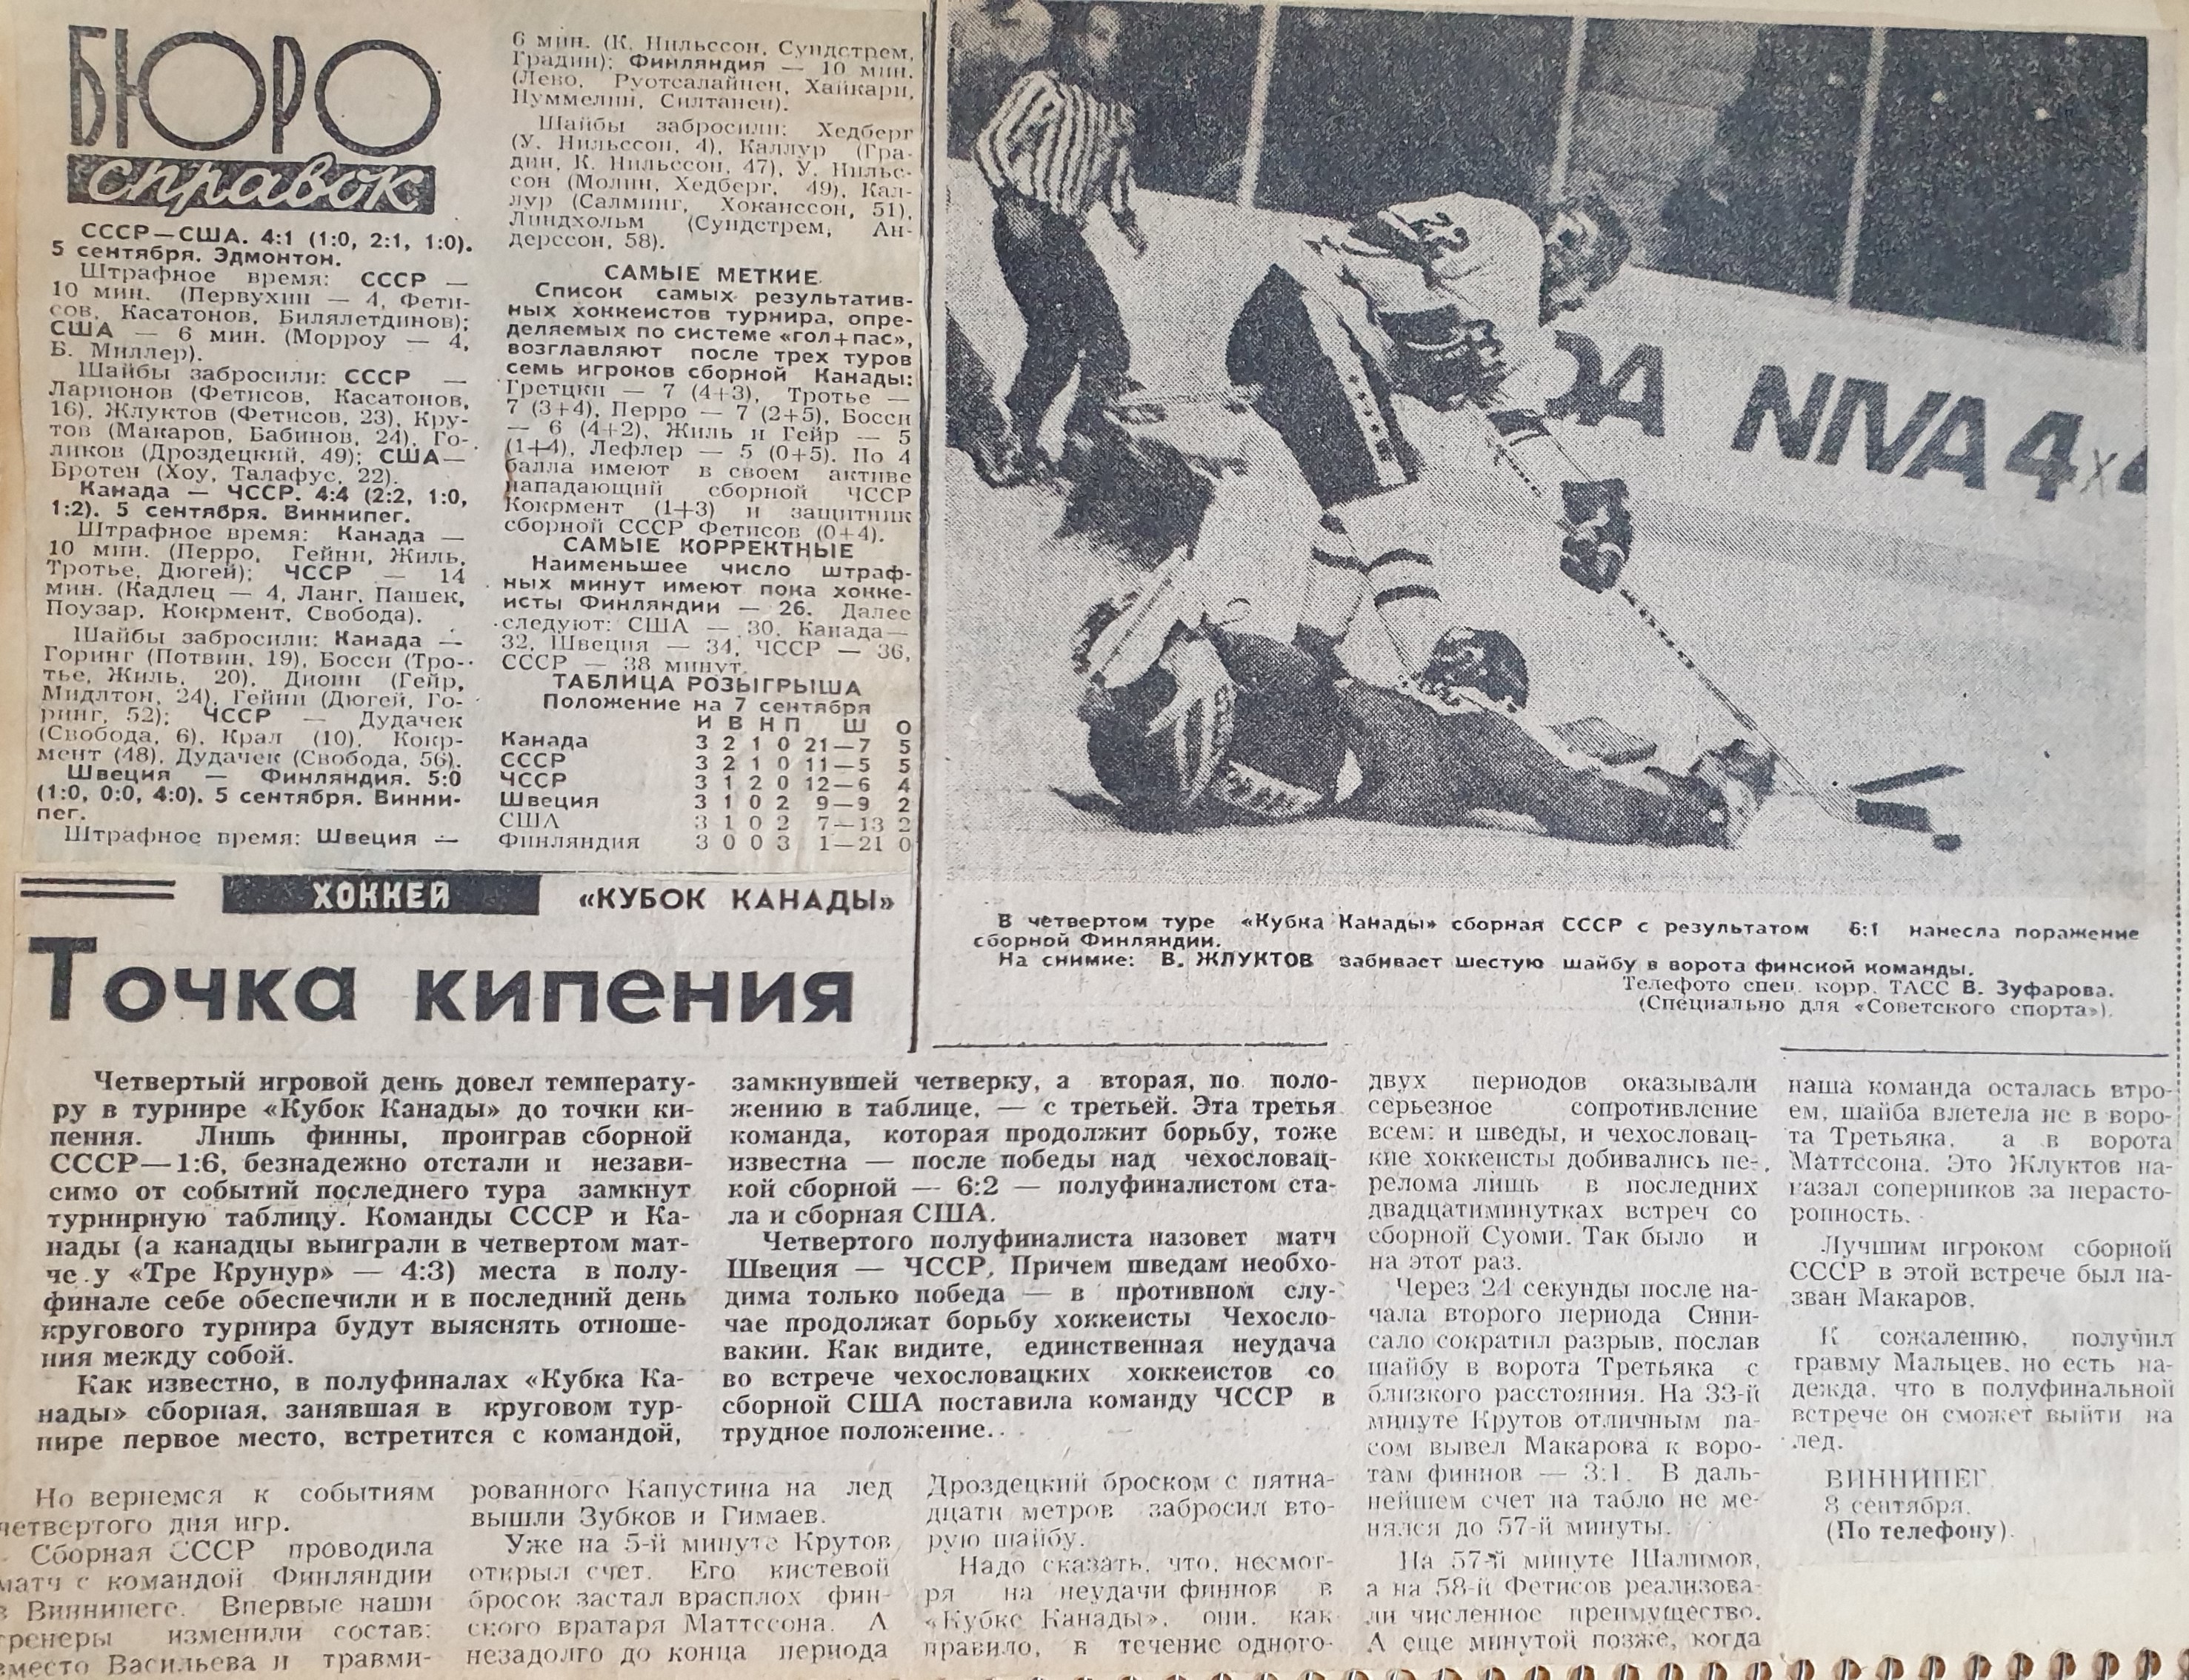 БЮРО
справок
СССР—США. 4:1 (1:0, 2:1, 1:0).
5 сентября. Эдмонтон.
Штрафное время: СССР —
10 мин. (Первухин — 4, Фети-
сов, Касатонов, Билялетдинов);
США — 6 мин. (Морроу — 4,
Б. Миллер).
Шайбы забросили: СССР —
Ларионов (Фетисов, Касатонов,
16), Жлуктов (Фетисов, 23), Кру-
тов (Макаров, Бабинов, 24), Го-
ликов (Дроздецкий, 49); США—
Бротен (Хоу, Талафус, 22).
Канада — ЧССР. 4:4 (2:2, 1:0,
1:2). 5 сентября. Виннипег.
Штрафное время: Канада —
10 мин. (Перро, Гейни, Жиль,
Тротье, Дюгей); ЧССР — 14
мин. (Кадлец — 4, Ланг, Пашек,
Поузар, Кокрмент, Свобода).
Шайбы забросили: Канада —
Горинг (Потвин, 19), Босси (Тро-
тье, Жиль, 20), Дионн (Гейр,
Мидлтон, 24), Гейни (Дюгей, Го-
ринг, 52); ЧССР — Дудачек
(Свобода, 6), Крал (10), Кокр-
мент (48), Дудачек (Свобода, 56).
Швеция — Финляндия. 5:0
(1:0, 0:0, 4:0). 5 сентября. Винни-
пег.
Штрафное время: Швеция —
6 мин. (К. Нильссон, Сундстрем,
Градин); Финляндия — 10 мин.
(Лево, Руотсалайнен, Хайкари,
Нуммелин, Силтанен).
Шайбы забросили: Хедберг
(У. Нильссон, 4), Каллур (Гра-
дин, К. Нильссон, 47), У. Нильс-
сон (Молин, Хедберг, 49), Кал-
лур (Салминг, Хоканссон, 51),
Линдхольм (Сундстрем, Ан-
дерссон, 58).
САМЫЕ МЕТКИЕ
Список самых результатив-
ных хоккеистов турнира, опре-
деляемых по системе «гол+пас»,
возглавляют после трех туров
семь игроков сборной Канады:
Гретцки — 7 (4+3), Тротье —
7 (3+4), Перро — 7 (2+5), Босси
— 6 (4+2), Жиль и Гейр — 5
(1+4), Лефлер — 5 (0+5). По 4
балла имеют в своем активе
нападающий сборной ЧССР
Кокрмент (1+3) и защитник
сборной СССР Фетисов (0+4).
САМЫЕ КОРРЕКТНЫЕ
Наименьшее число штраф-
ных минут имеют пока хокке-
исты Финляндии — 26. Далее
следуют: США — 30, Канада—
32, Швеция — 34, ЧССР — 36,
СССР — 38 минут.
ТАБЛИЦА РОЗЫГРЫША
Положение на 7 сентября
И В Н П Ш О
Канада 3 2 1 0 21—7 5
СССР 3 2 1 0 11—5 5
ЧССР 3 1 2 0 12—6 4
Швеция 3 1 0 2 9—9 2
США 3 1 0 2 7—13 2
Финляндия 3 0 0 3 1—21 0
NIVA 4x4
В четвертом туре «Кубка Канады» сборная СССР с результатом 6:1 нанесла поражение
сборной Финляндии.
На снимке: В. ЖЛУКТОВ забивает шестую шайбу в ворота финской команды.
Телефото спец. корр. ТАСС В. Зуфарова.
(Специально для «Советского спорта»).
ХОККЕЙ «КУБОК КАНАДЫ»
Точка кипения
Четвертый игровой день довел температу-
ру в турнире «Кубок Канады» до точки ки-
пения. Лишь финны, проиграв сборной
СССР—1:6, безнадежно отстали и незави-
симо от событий последнего тура замкнут
турнирную таблицу. Команды СССР и Ка-
нады (а канадцы выиграли в четвертом мат-
че у «Тре Крунур» — 4:3) места в полу-
финале себе обеспечили и в последний день
кругового турнира будут выяснять отноше-
ния между собой.
Как известно, в полуфиналах «Кубка Ка-
нады» сборная, занявшая в круговом тур-
нире первое место, встретится с командой,
замкнувшей четверку, а вторая, по поло-
жению в таблице, — с третьей. Эта третья
команда, которая продолжит борьбу, тоже
известна — после победы над чехословац-
кой сборной — 6:2 — полуфиналистом ста-
ла и сборная США.
Четвертого полуфиналиста назовет матч
Швеция — ЧССР. Причем шведам необхо-
дима только победа — в противном слу-
чае продолжат борьбу хоккеисты Чехосло-
вакии. Как видите, единственная неудача
во встрече чехословацких хоккеистов со
сборной США поставила команду ЧССР в
трудное положение.
Но вернемся к событиям
четвертого дня игр.
Сборная СССР проводила
матч с командой Финляндии
в Виннипеге. Впервые наши
тренеры изменили состав:
вместо Васильева и травми-
рованного Капустина на лед
вышли Зубков и Гимаев.
Уже на 5-й минуте Крутов
открыл счет. Его кистевой
бросок застал врасплох фин-
ского вратаря Маттссона. А
незадолго до конца периода
Дроздецкий броском с пятна-
дцати метров забросил вто-
рую шайбу.
Надо сказать, что, несмот-
ря на неудачи финнов в
«Кубке Канады», они, как
правило, в течение одного-
двух периодов оказывали
серьезное сопротивление
всем: и шведы, и чехословац-
кие хоккеисты добивались пе-
релома лишь в последних
двадцатиминутках встреч со
сборной Суоми. Так было и
на этот раз.
Через 24 секунды после на-
чала второго периода Сини-
сало сократил разрыв, послав
шайбу в ворота Третьяка с
близкого расстояния. На 33-й
минуте Крутов отличным па-
сом вывел Макарова к воро-
там финнов — 3:1. В даль-
нейшем счет на табло не ме-
нялся до 57-й минуты.
На 57-й минуте Шалимов,
а на 58-й Фетисов реализова-
ли численное преимущество.
А еще минутой позже, когда
наша команда осталась втро-
ем, шайба влетела не в воро-
та Третьяка, а в ворота
Маттссона. Это Жлуктов на-
казал соперников за нерасто-
ропность.
Лучшим игроком сборной
СССР в этой встрече был на-
зван Макаров.
К сожалению, получил
травму Мальцев, но есть на-
дежда, что в полуфинальной
встрече он сможет выйти на
лед.
ВИННИПЕГ,
8 сентября.
(По телефону).